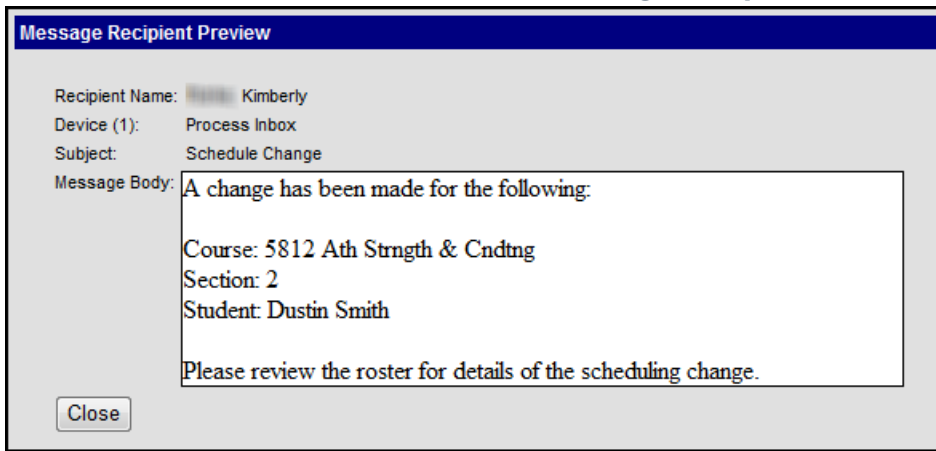 Message Recipient Preview
Recipient Name: Kimberly
Device (1): Process Inbox
Subject: Schedule Change
Message Body: A change has been made for the following:
Course: 5812 Ath Strngth & Cndtng
Section: 2
Student: Dustin Smith
Please review the roster for details of the scheduling change.
Close